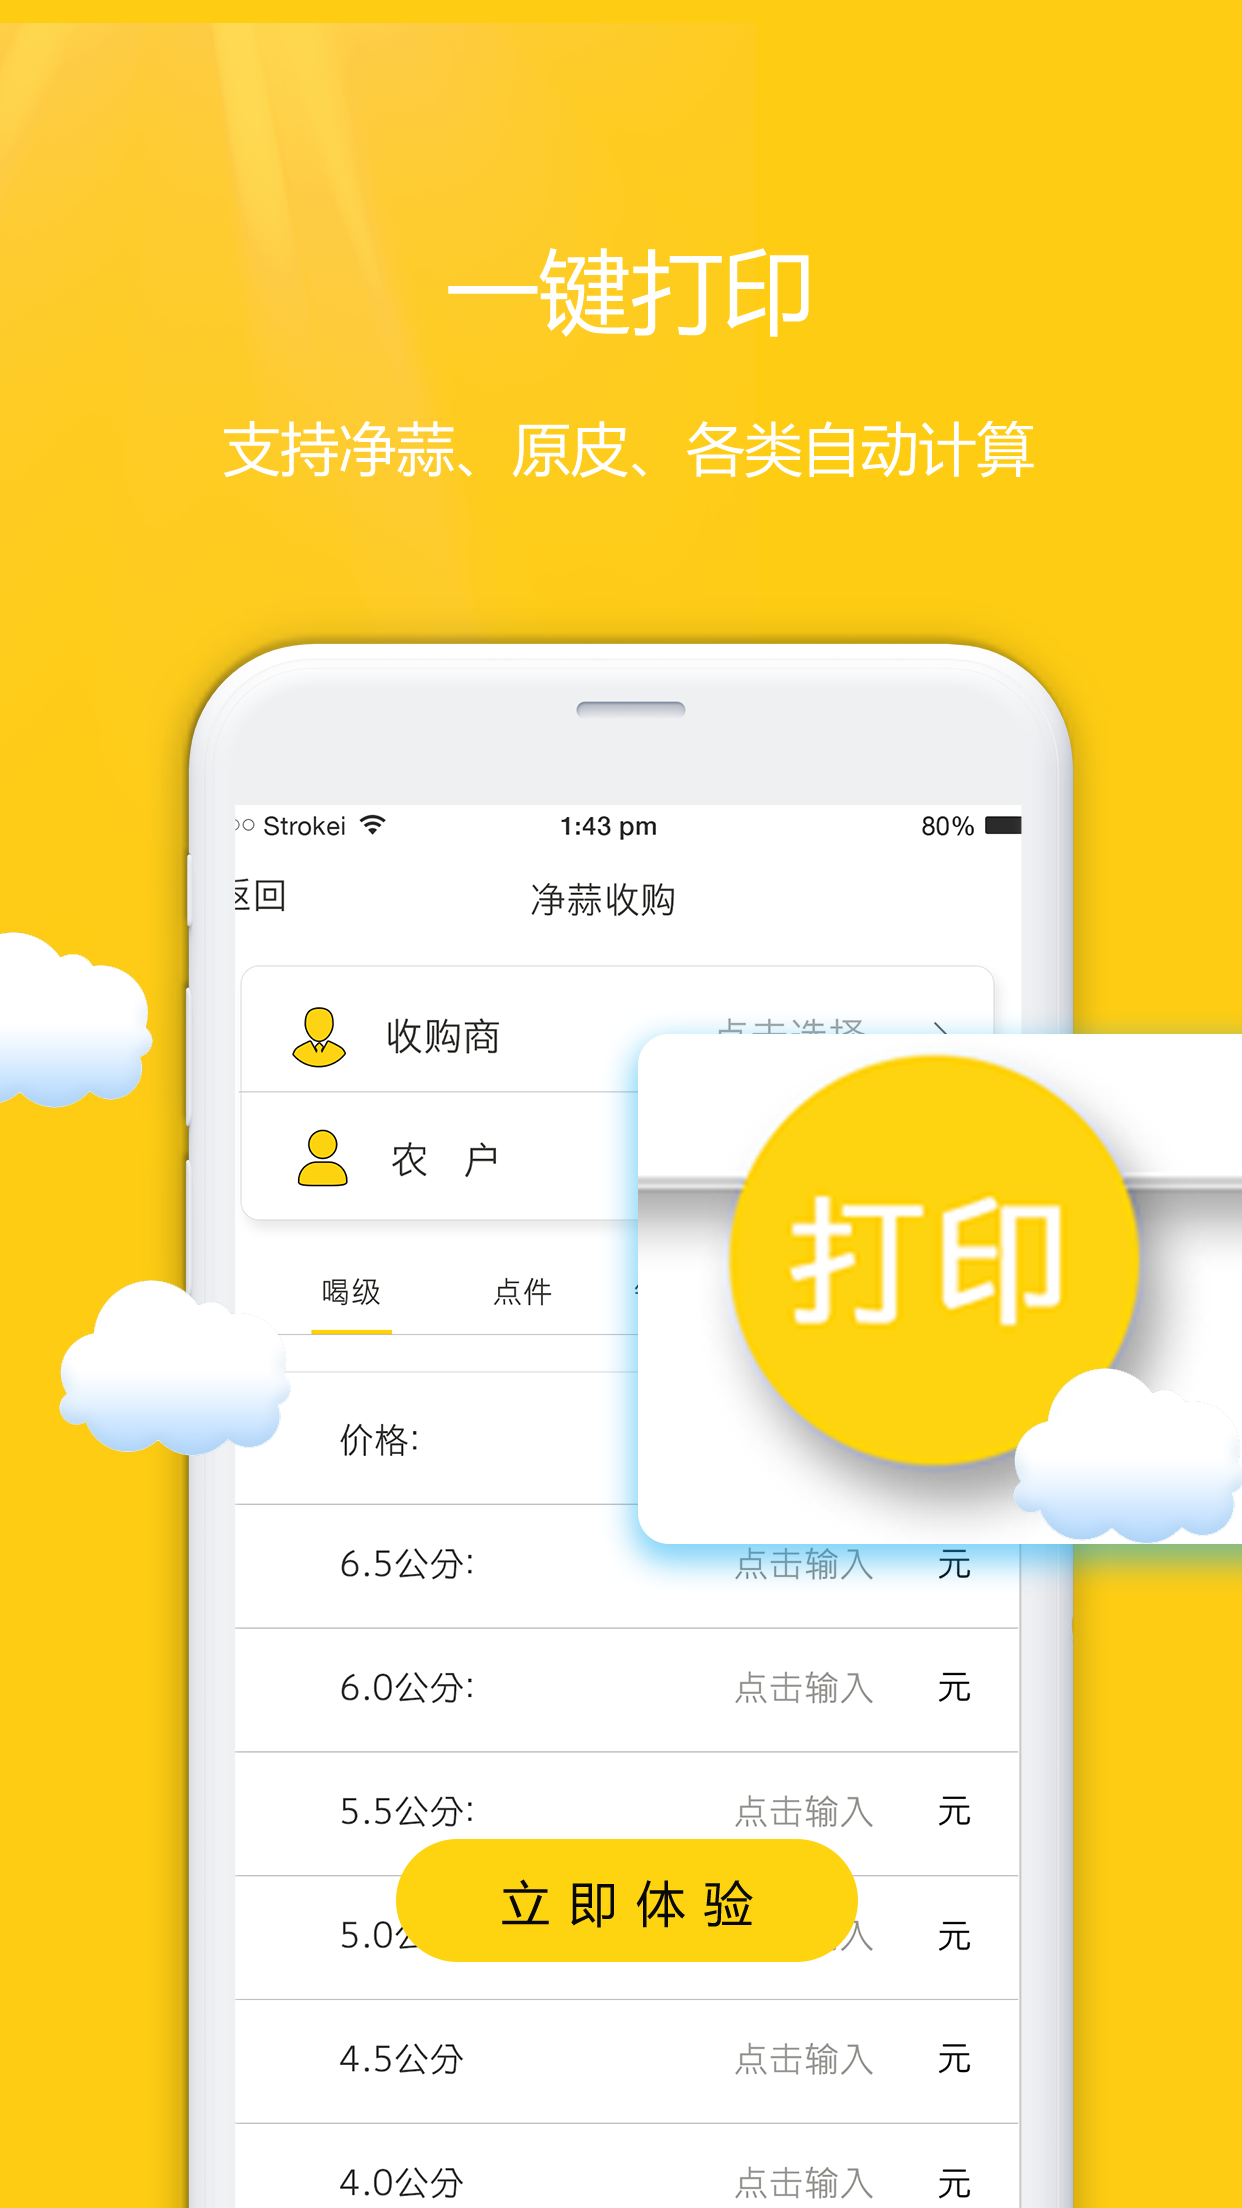 一键打印
支持净蒜、原皮、各类自动计算
Strokei 1:43 pm 80%
返回 净蒜收购
收购商 点击选择
农 户
喝级 点件
打印
价格:
6.5公分: 点击输入 元
6.0公分: 点击输入 元
5.5公分: 点击输入 元
立即体验
5.0公 入 元
4.5公分 点击输入 元
4.0公分 点击输入 元